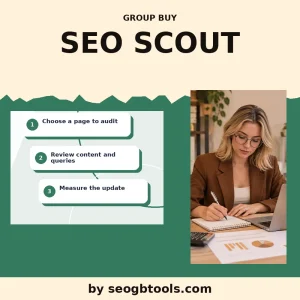 GROUP BUY
SEO SCOUT
1 Choose a page to audit
2 Review content and
queries
3 Measure the update
by seogbtools.com